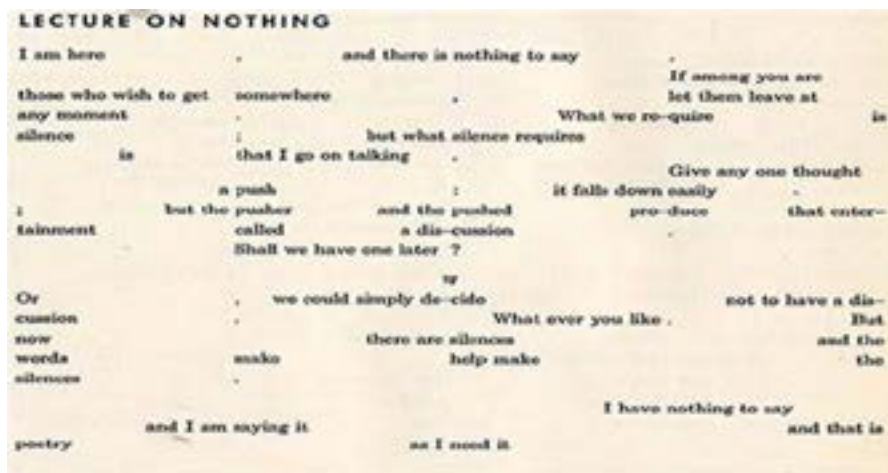 LECTURE ON NOTHING
I am here , and there is nothing to say .
If among you are
those who wish to get somewhere , let them leave at
any moment . What we re-quire is
silence ; but what silence requires
is that I go on talking .
Give any one thought
a push : it falls down easily .
; but the pusher and the pushed pro-duce that enter-
tainment called a dis-cussion .
Shall we have one later ?
Or , we could simply de-cide not to have a dis-
cussion . What ever you like . But
now there are silences and the
words make help make the
silences .
I have nothing to say
and I am saying it and that is
poetry as I need it